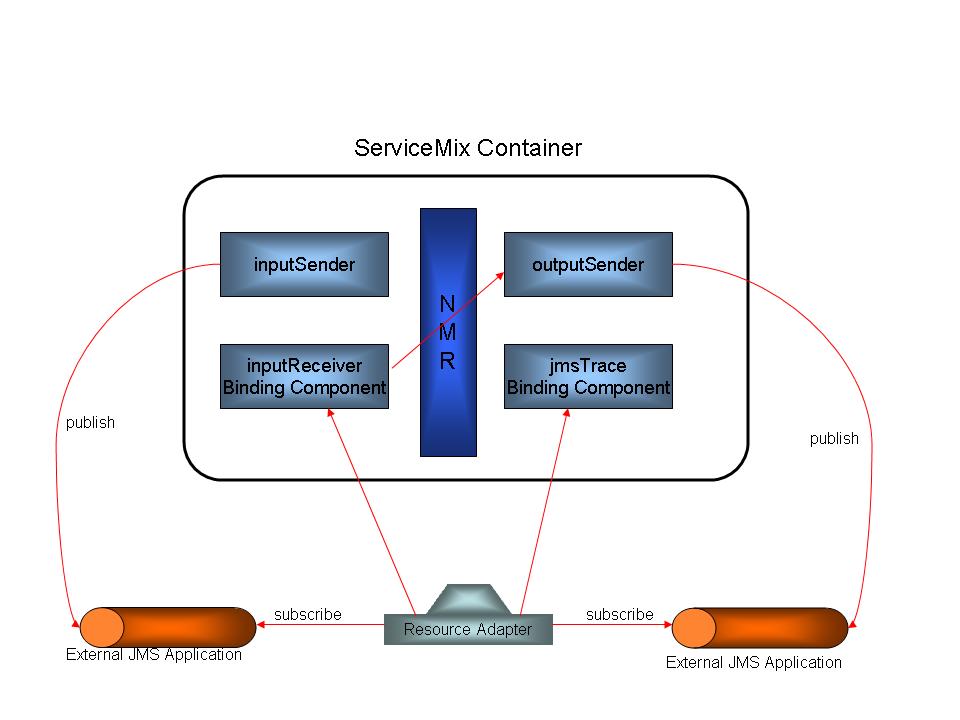 ServiceMix Container
inputSender
outputSender
N
M
R
inputReceiver
Binding Component
jmsTrace
Binding Component
publish
publish
subscribe
subscribe
Resource Adapter
External JMS Application
External JMS Application